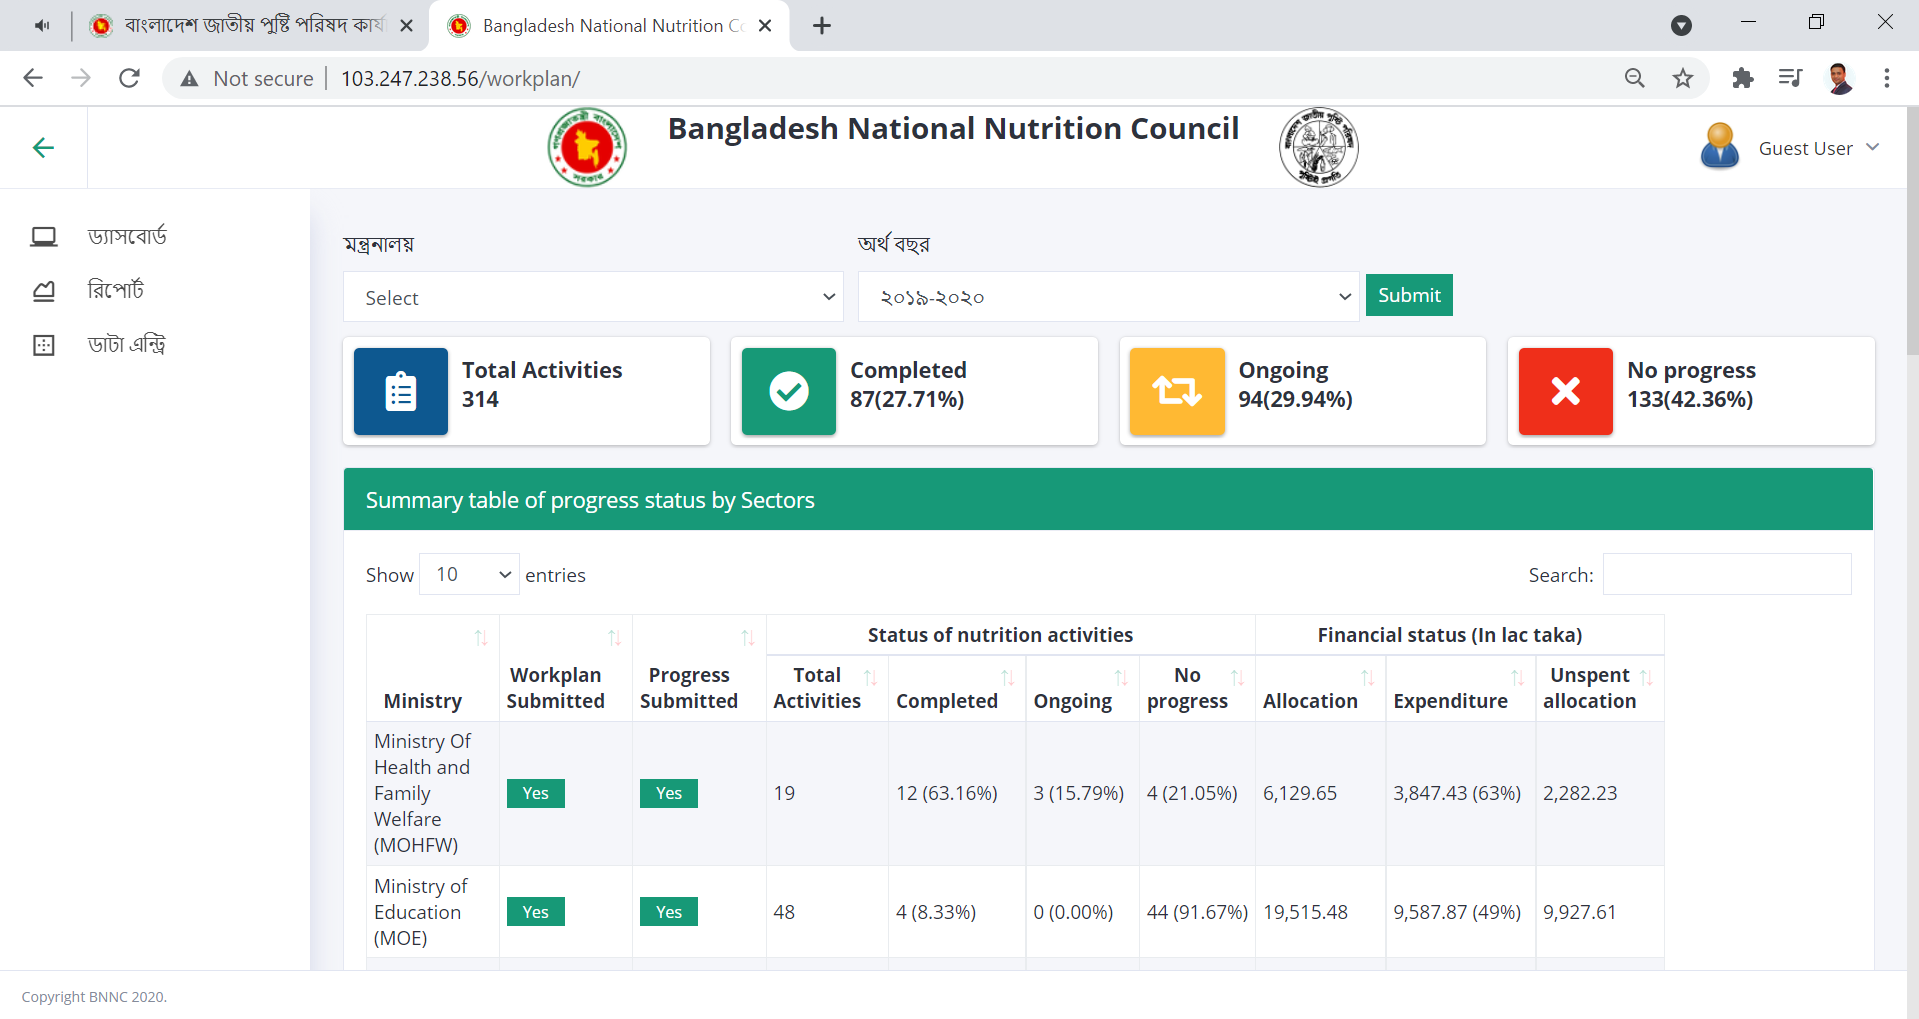 বাংলাদেশ জাতীয় পুষ্টি পরিষদ কার্য
Bangladesh National Nutrition Co
Not secure
103.247.238.56/workplan/
Bangladesh National Nutrition Council
Guest User
ড্যাসবোর্ড
রিপোর্ট
ডাটা এন্ট্রি
মন্ত্রনালয়
অর্থ বছর
Select
২০১৯-২০২০
Submit
Total Activities
314
Completed
87(27.71%)
Ongoing
94(29.94%)
No progress
133(42.36%)
Summary table of progress status by Sectors
Show 10 entries
Search:
Status of nutrition activities
Financial status (In lac taka)
Ministry
Workplan
Submitted
Progress
Submitted
Total
Activities
Completed
Ongoing
No
progress
Allocation
Expenditure
Unspent
allocation
Ministry Of
Health and
Family
Welfare
(MOHFW)
Yes
Yes
19
12 (63.16%)
3 (15.79%)
4 (21.05%)
6,129.65
3,847.43 (63%)
2,282.23
Ministry of
Education
(MOE)
Yes
Yes
48
4 (8.33%)
0 (0.00%)
44 (91.67%)
19,515.48
9,587.87 (49%)
9,927.61
Copyright BNNC 2020.